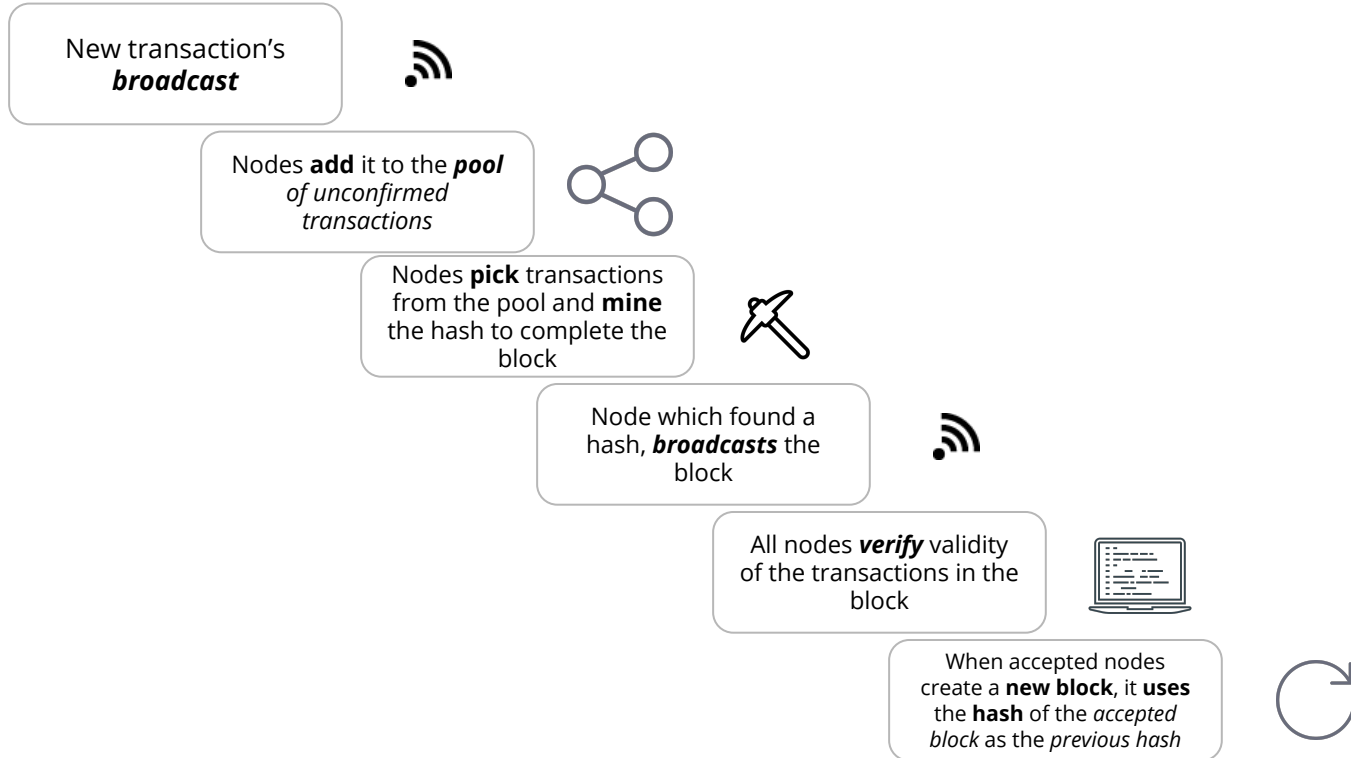 New transaction’s
broadcast
Nodes add it to the pool
of unconfirmed
transactions
Nodes pick transactions
from the pool and mine
the hash to complete the
block
Node which found a
hash, broadcasts the
block
All nodes verify validity
of the transactions in the
block
When accepted nodes
create a new block, it uses
the hash of the accepted
block as the previous hash